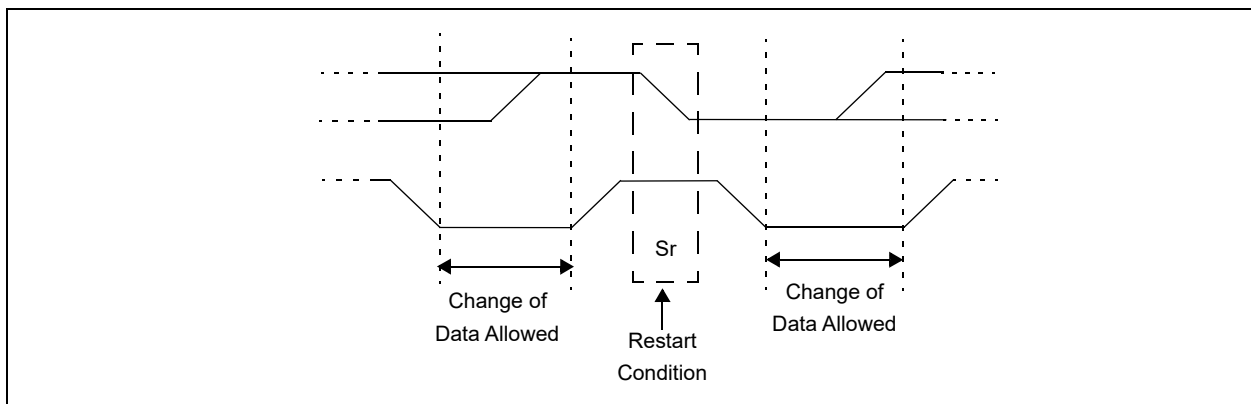 Sr
Change of
Data Allowed
Restart
Condition
Change of
Data Allowed